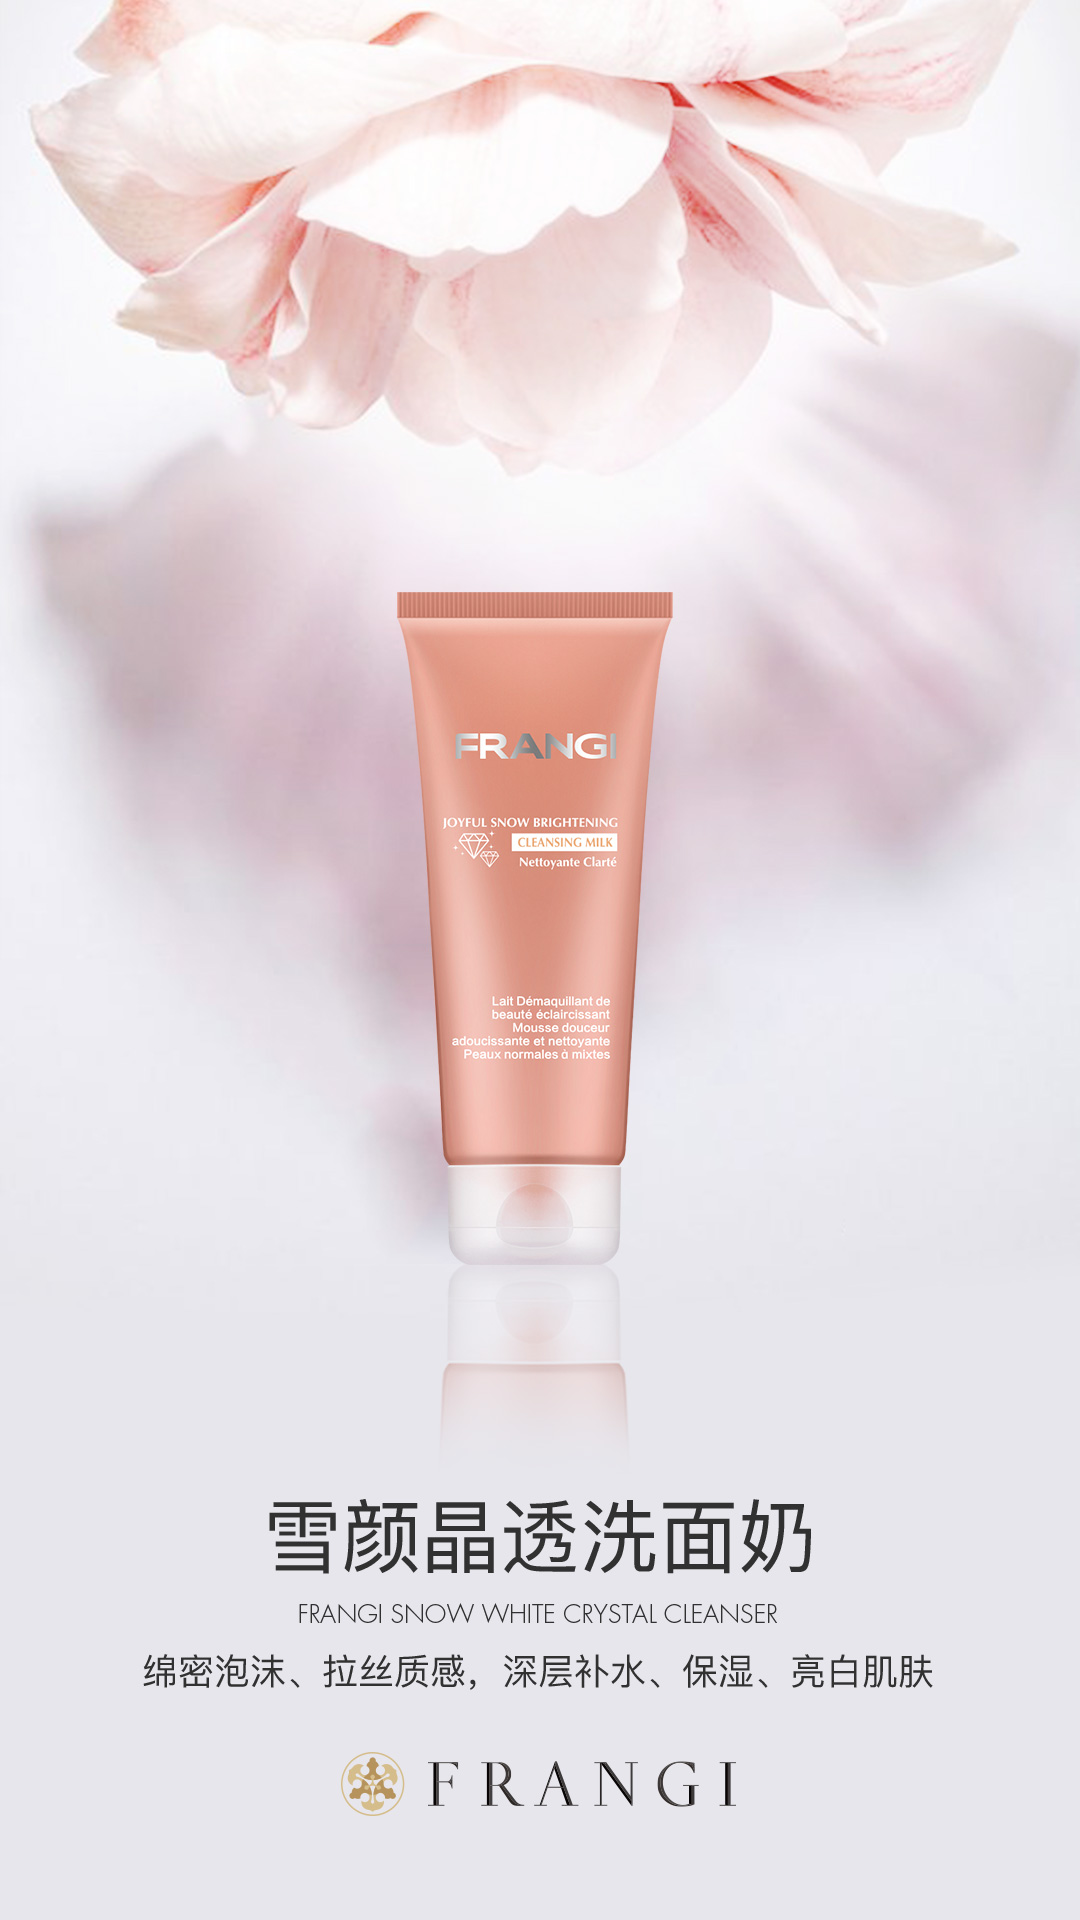 FRANGI
JOYFUL SNOW BRIGHTENING
CLEANSING MILK
Nettoyante Clarté
Lait Démaquillant de
beauté éclaircissant
Mousse douceur
adoucissante et nettoyante
Peaux normales à mixtes
雪颜晶透洗面奶
FRANGI SNOW WHITE CRYSTAL CLEANSER
绵密泡沫、拉丝质感，深层补水、保湿、亮白肌肤
FRANGI